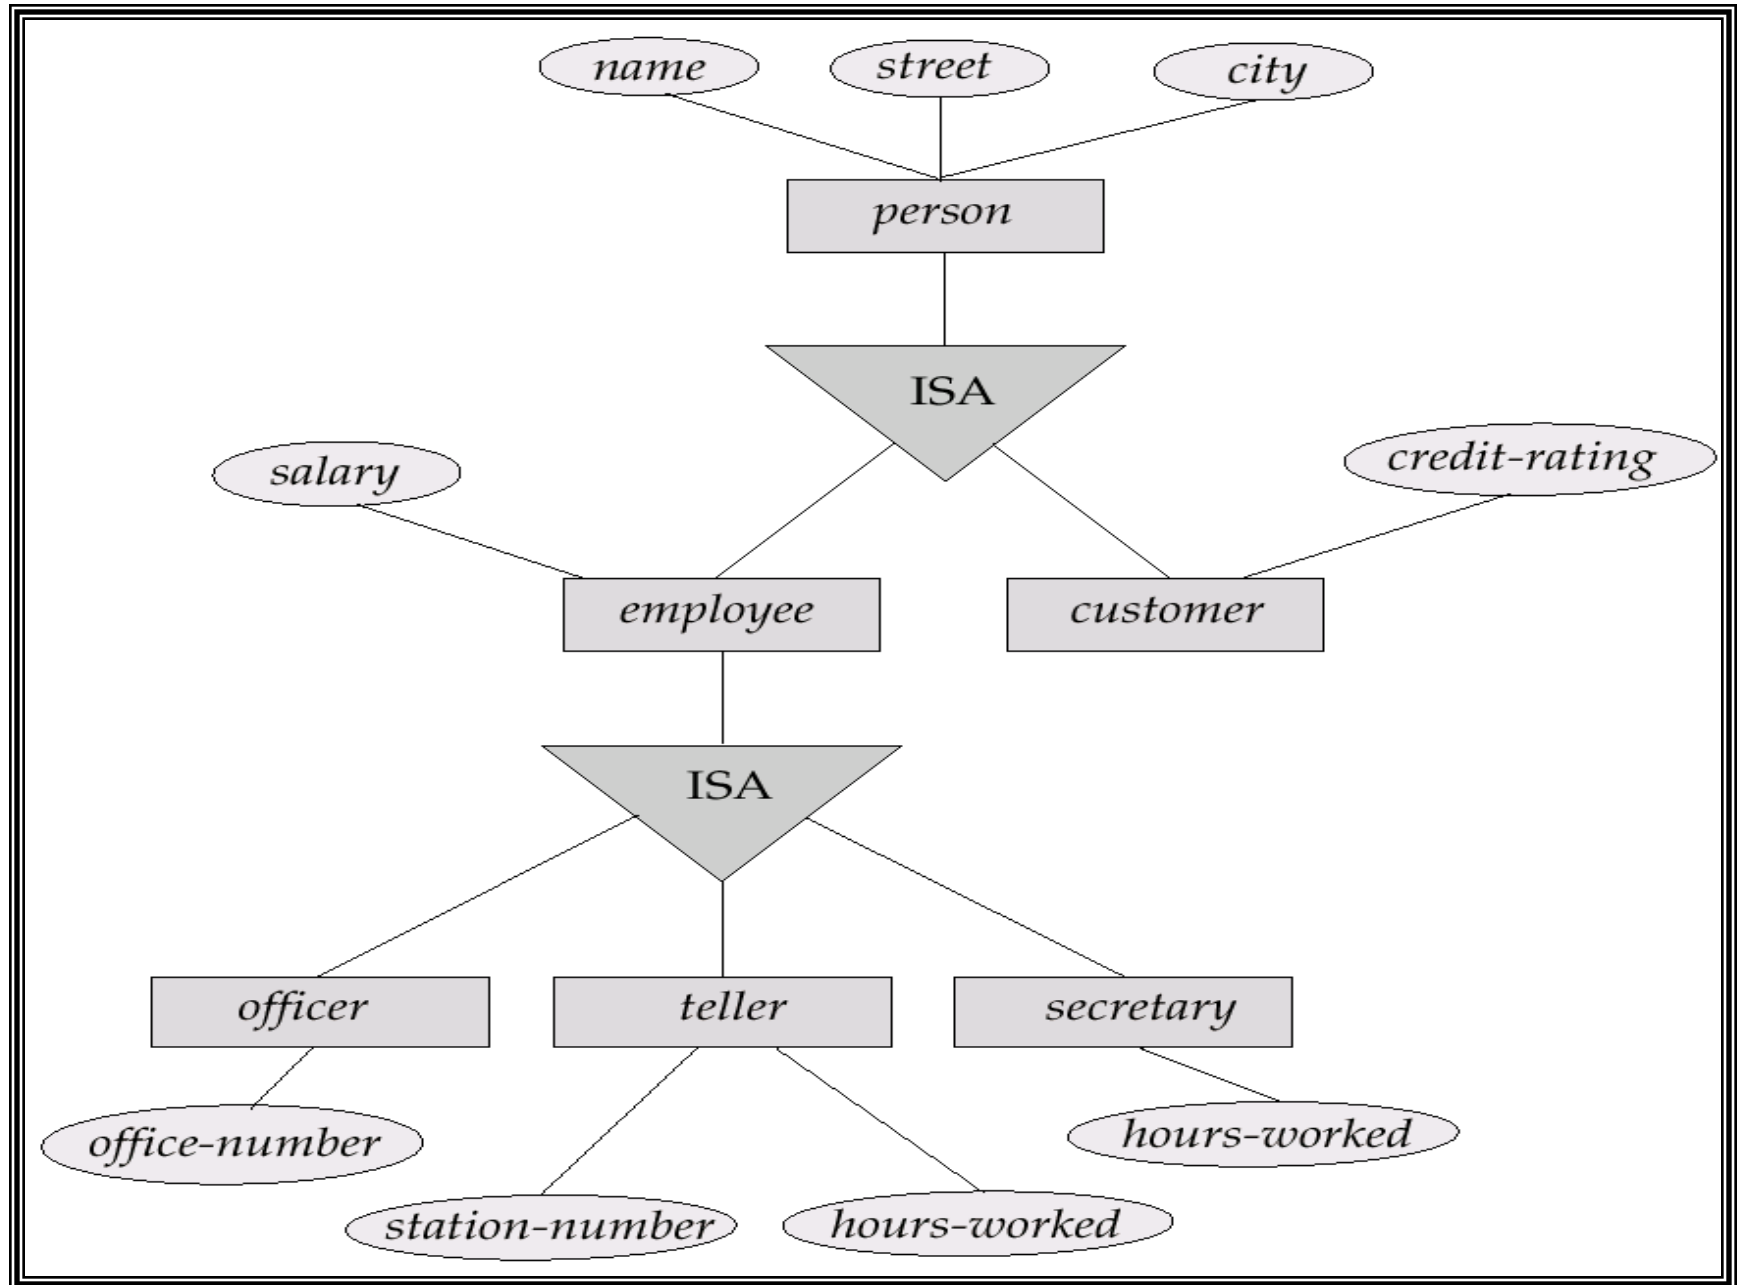 name street city
person
ISA
salary credit-rating
employee customer
ISA
officer teller secretary
office-number hours-worked
station-number hours-worked